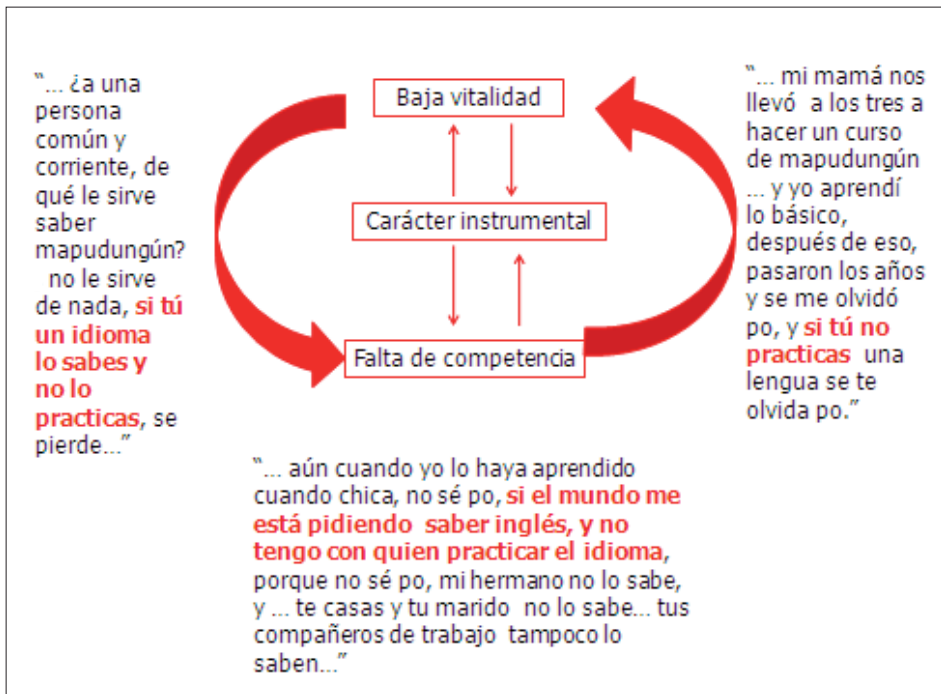 “... ¿a una
persona
común y
corriente, de
qué le sirve
saber
mapudungún?
no le sirve
de nada, si tú
un idioma
lo sabes y
no lo
practicas, se
pierde...”
Baja vitalidad
Carácter instrumental
Falta de competencia
“... mi mamá nos
llevó a los tres a
hacer un curso
de mapudungún
... y yo aprendí
lo básico,
después de eso,
pasaron los años
y se me olvidó
po, y si tú no
practicas una
lengua se te
olvida po.”
“... aún cuando yo lo haya aprendido
cuando chica, no sé po, si el mundo me
está pidiendo saber inglés, y no
tengo con quien practicar el idioma,
porque no sé po, mi hermano no lo sabe,
y ... te casas y tu marido no lo sabe... tus
compañeros de trabajo tampoco lo
saben...”